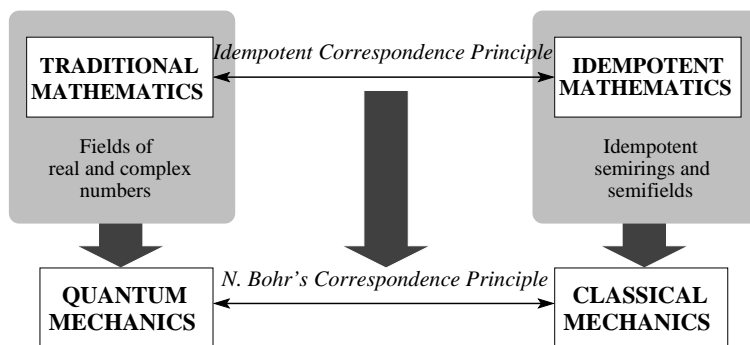 Idempotent Correspondence Principle
TRADITIONAL
MATHEMATICS
IDEMPOTENT
MATHEMATICS
Fields of
real and complex
numbers
Idempotent
semirings and
semifields
N. Bohr's Correspondence Principle
QUANTUM
MECHANICS
CLASSICAL
MECHANICS